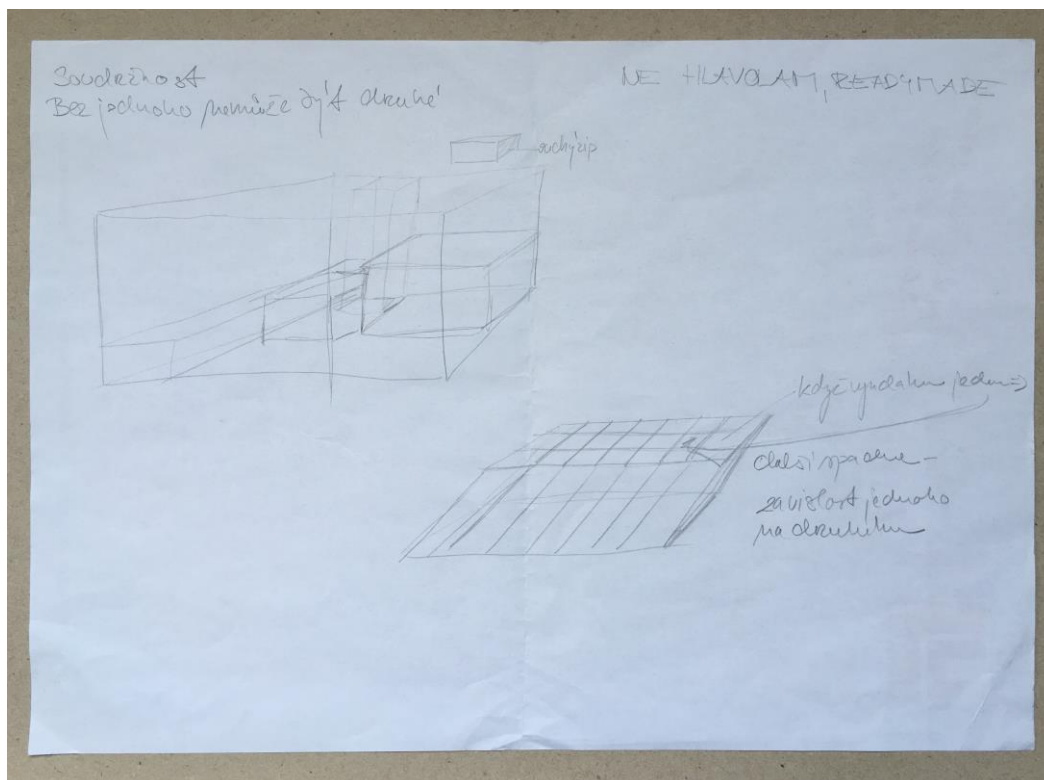 Soudržnost
Bez jednoho nemůže být druhé
NE HLAVOLAM, READYMADE
suchý zip
když vyndáme jednu =>
další spadne -
závislost jednoho
na druhém